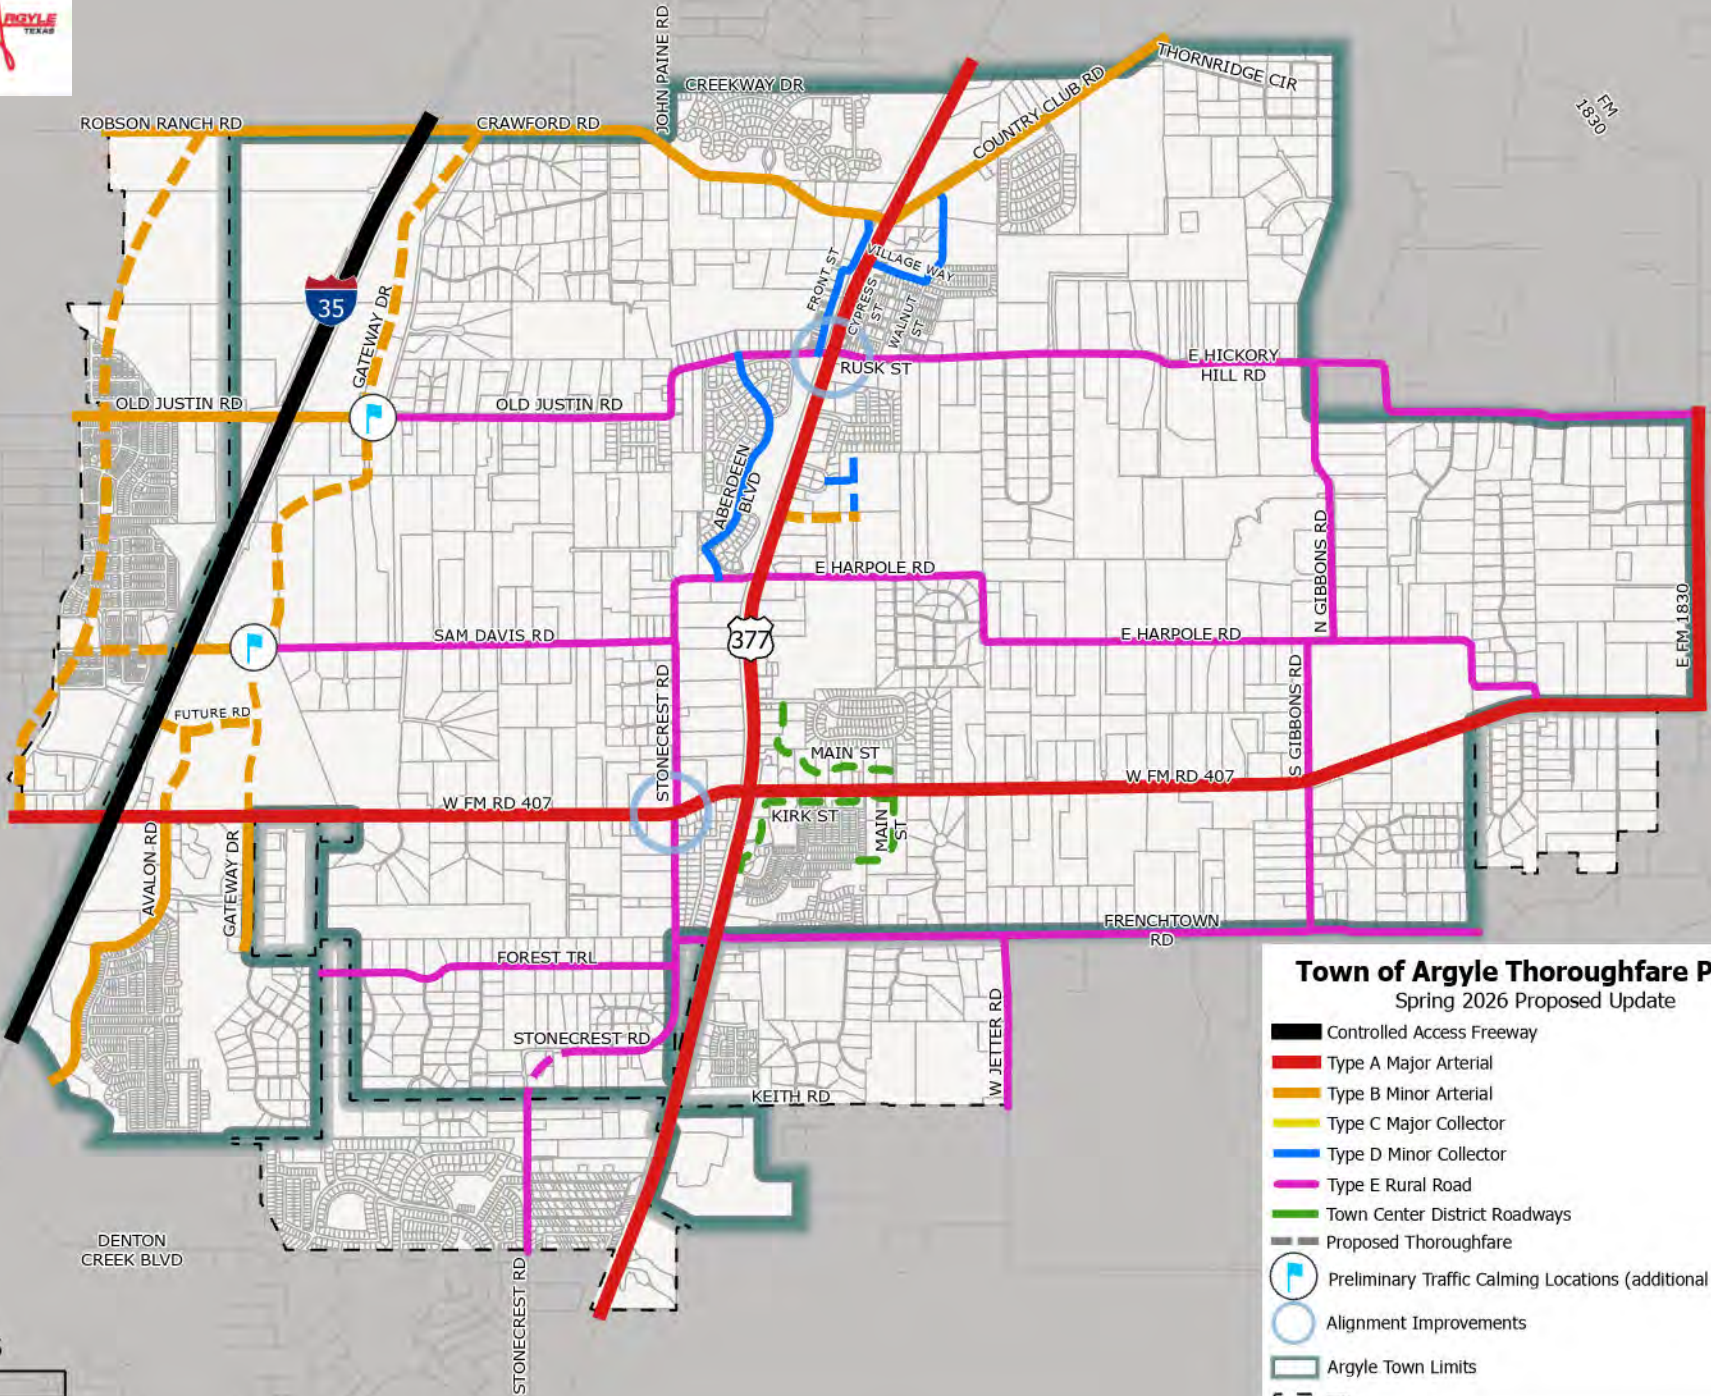 ARGYLE
TEXAS
JOHN PAINE RD
CREEKWAY DR
THORNRIDGE CIR
COUNTRY CLUB RD
FM
1830
ROBSON RANCH RD
CRAWFORD RD
VILLAGE WAY
FRONT ST
CYPRESS
ST
WALNUT
ST
35
GATEWAY DR
OLD JUSTIN RD
OLD JUSTIN RD
RUSK ST
E HICKORY
HILL RD
ABERDEEN
BLVD
N GIBBONS RD
E HARPOLE RD
E FM 1830
SAM DAVIS RD
377
E HARPOLE RD
STONECREST RD
S GIBBONS RD
FUTURE RD
MAIN ST
W FM RD 407
W FM RD 407
KIRK ST
MAIN
ST
AVALON RD
GATEWAY DR
FRENCHTOWN
RD
FOREST TRL
STONECREST RD
W JETTER RD
KEITH RD
DENTON
CREEK BLVD
STONECREST RD
Town of Argyle Thoroughfare P
Spring 2026 Proposed Update
Controlled Access Freeway
Type A Major Arterial
Type B Minor Arterial
Type C Major Collector
Type D Minor Collector
Type E Rural Road
Town Center District Roadways
Proposed Thoroughfare
Preliminary Traffic Calming Locations (additional
Alignment Improvements
Argyle Town Limits